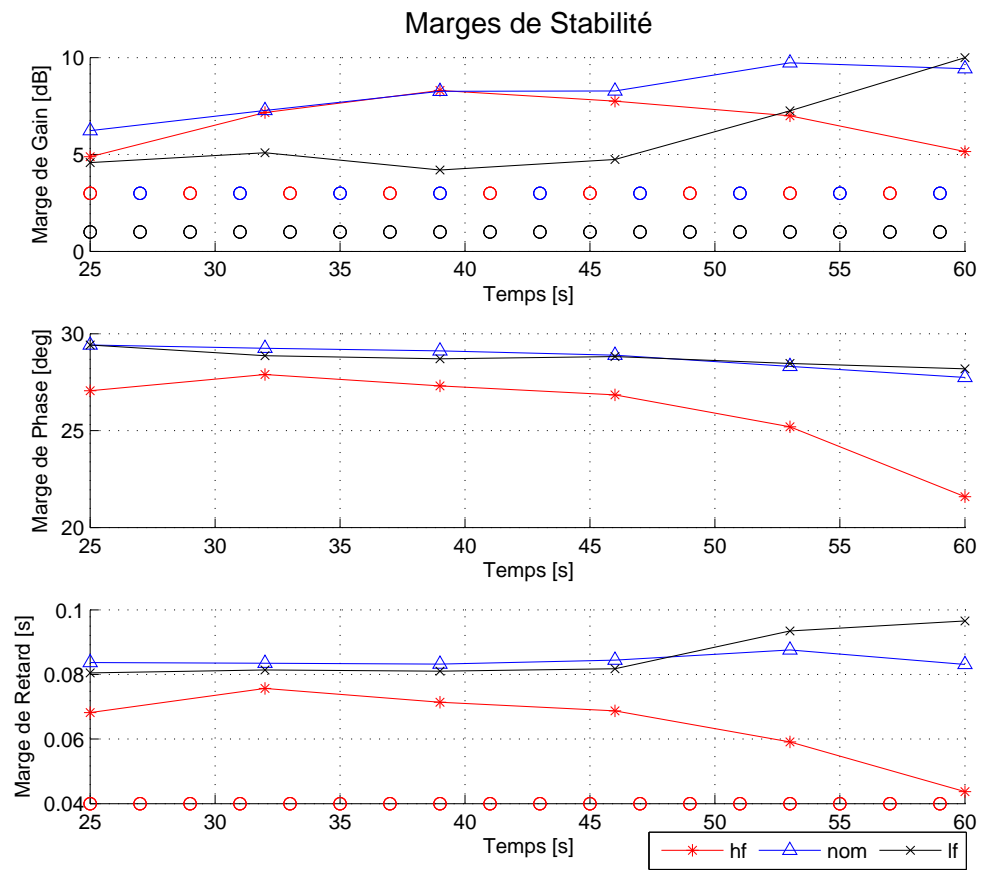 Marges de Stabilité
Marge de Gain [dB]
10
5
0
25 30 35 40 45 50 55 60
Temps [s]
Marge de Phase [deg]
30
25
20
25 30 35 40 45 50 55 60
Temps [s]
Marge de Retard [s]
0.1
0.08
0.06
0.04
25 30 35 40 45 50 55 60
Temps [s]
hf nom lf